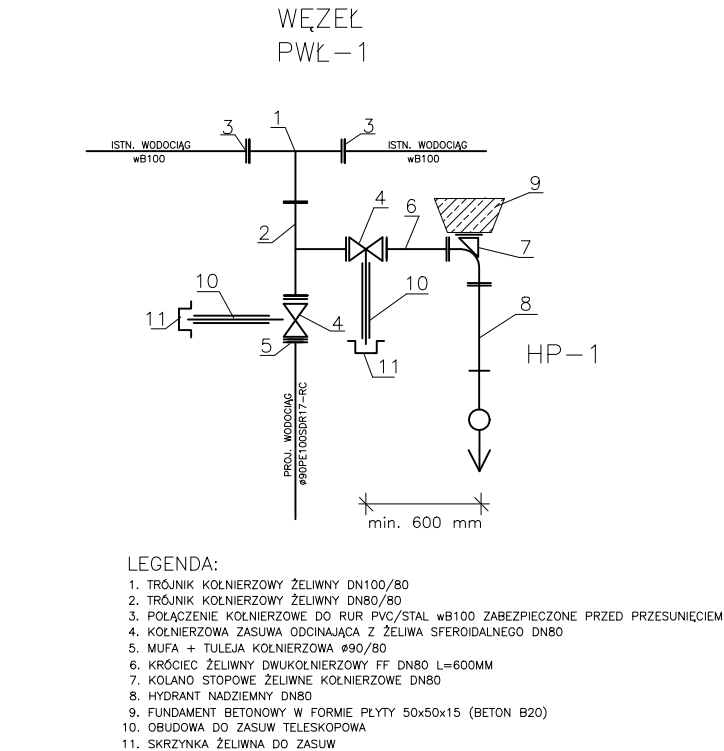 WĘZEŁ
PWŁ-1
3
1
3
ISTN. WODOCIĄG
wB100
ISTN. WODOCIĄG
wB100
9
4
6
2
7
10
10
8
11
4
5
11
HP-1
PROJ. WODOCIĄG
ø90PE100SDR17-RC
min. 600 mm
LEGENDA:
1. TRÓJNIK KOŁNIERZOWY ŻELIWNY DN100/80
2. TRÓJNIK KOŁNIERZOWY ŻELIWNY DN80/80
3. POŁĄCZENIE KOŁNIERZOWE DO RUR PVC/STAL wB100 ZABEZPIECZONE PRZED PRZESUNIĘCIEM
4. KOŁNIERZOWA ZASUWA ODCINAJĄCA Z ŻELIWA SFEROIDALNEGO DN80
5. MUFA + TULEJA KOŁNIERZOWA ø90/80
6. KRÓCIEC ŻELIWNY DWUKOŁNIERZOWY FF DN80 L=600MM
7. KOLANO STOPOWE ŻELIWNE KOŁNIERZOWE DN80
8. HYDRANT NADZIEMNY DN80
9. FUNDAMENT BETONOWY W FORMIE PŁYTY 50x50x15 (BETON B20)
10. OBUDOWA DO ZASUW TELESKOPOWA
11. SKRZYNKA ŻELIWNA DO ZASUW